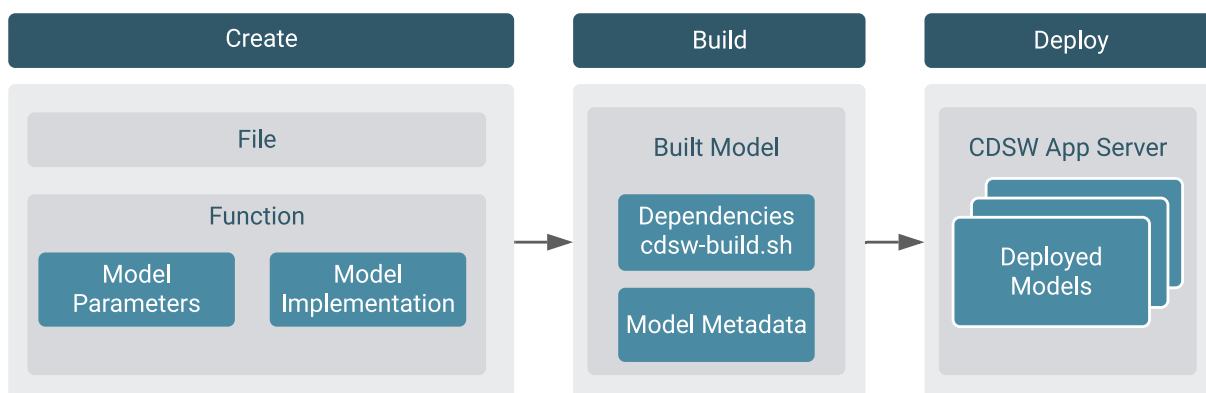 Create
File
Function
Model
Parameters
Model
Implementation
Build
Built Model
Dependencies
cdsw-build.sh
Model Metadata
Deploy
CDSW App Server
Deployed
Models